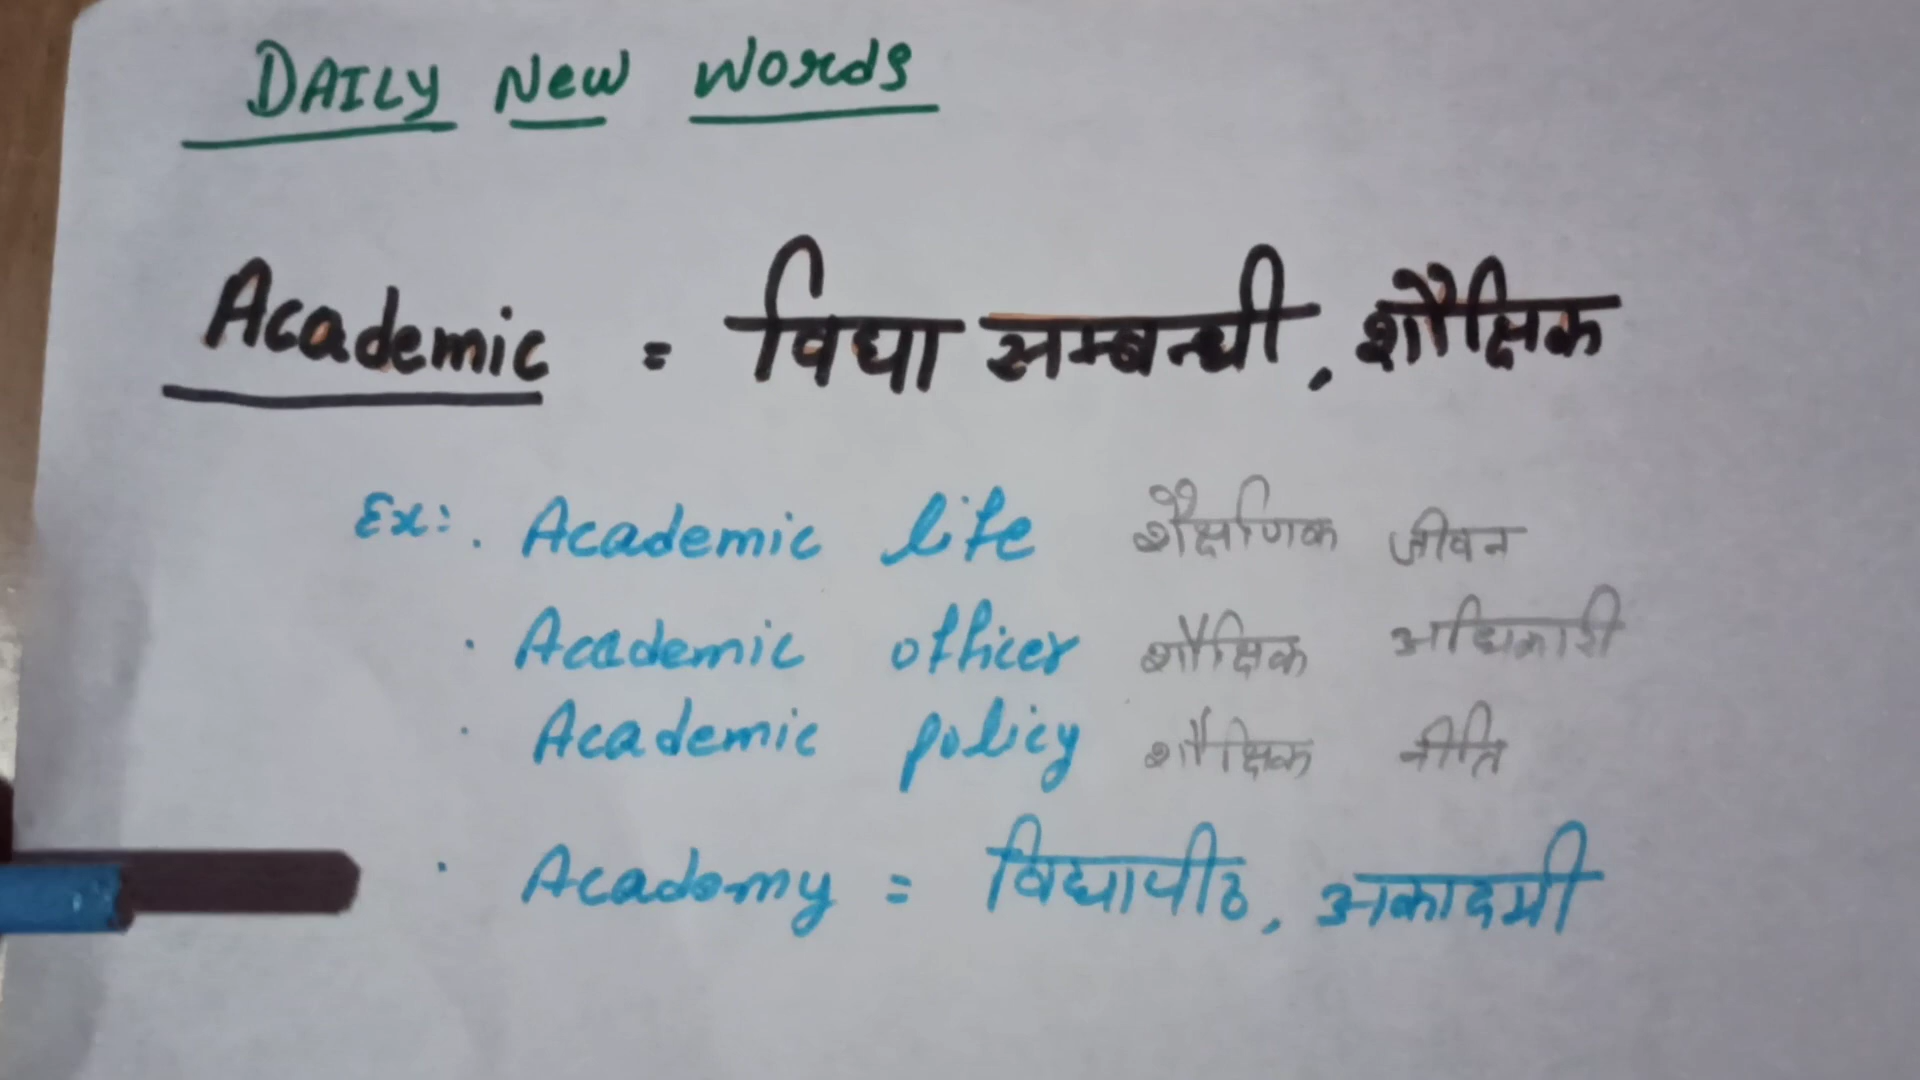 DAILY New Words
Academic = विद्या सम्बन्धी, शैक्षिक
Ex: . Academic life शैक्षणिक जीवन
. Academic officer शैक्षिक अधिकारी
. Academic policy शैक्षिक नीति
. Academy = विद्यापीठ, अकादमी